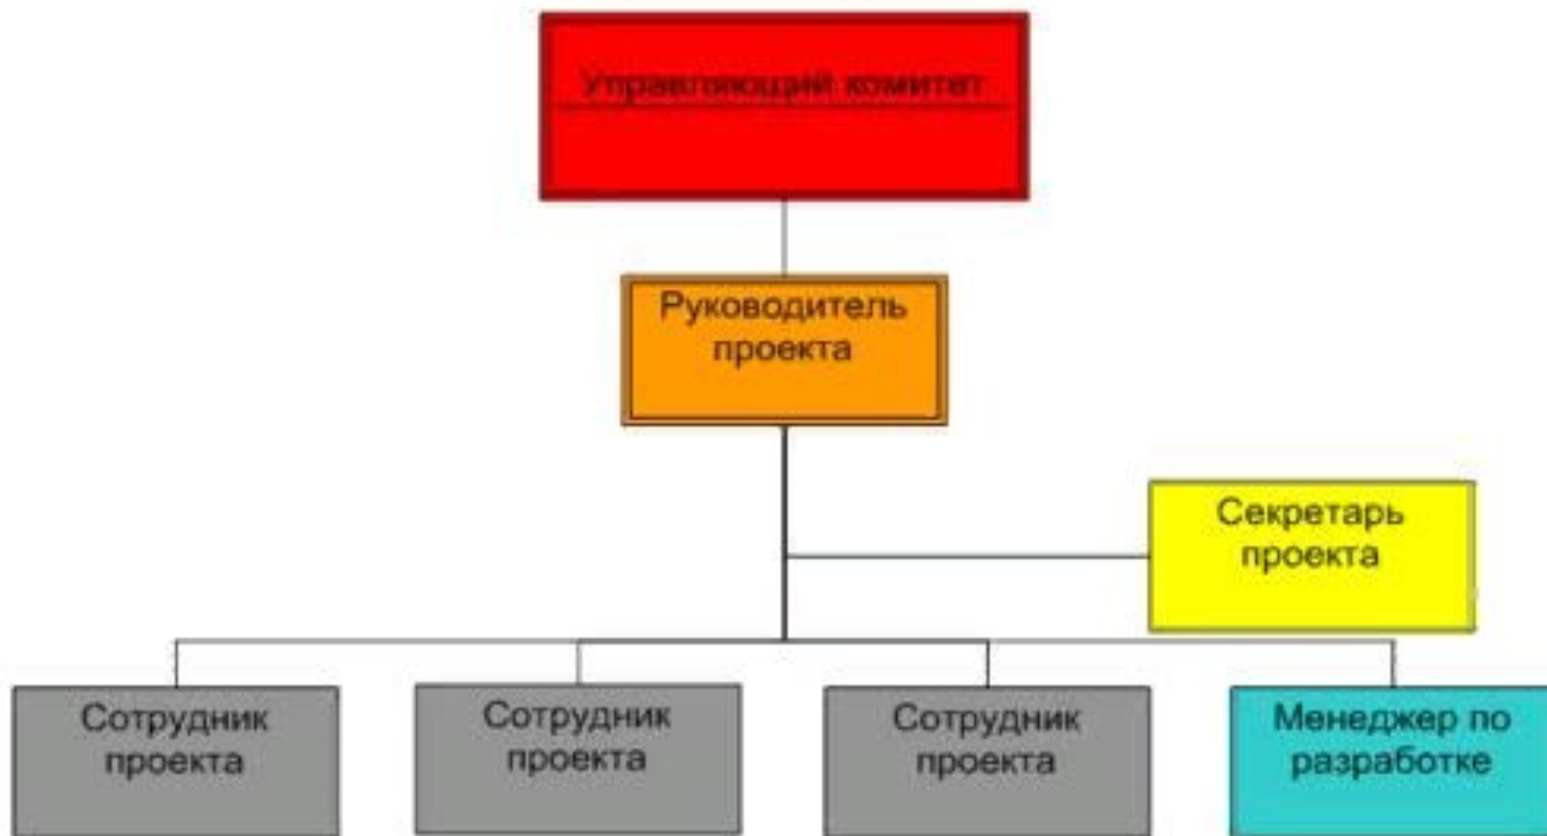 Управляющий комитет
Руководитель
проекта
Секретарь
проекта
Сотрудник
проекта
Сотрудник
проекта
Сотрудник
проекта
Менеджер по
разработке